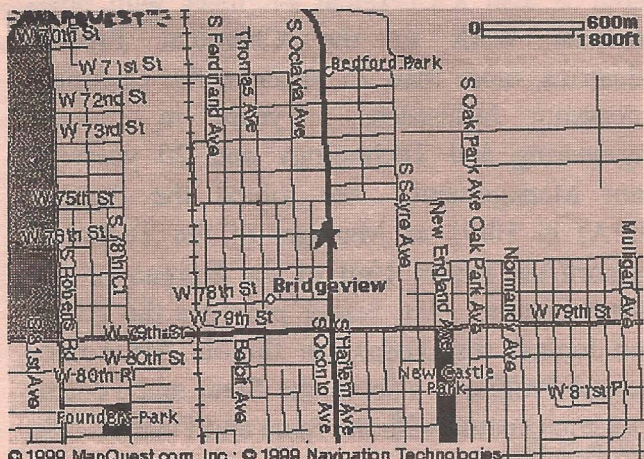 MAPQUEST
0 600m
1800ft
W 70th St
W 71st St
W 72nd St
W 73rd St
W 75th St
W 76th St
S 78th Ct
S Roberts Rd
S 81st Ave
S Ferdinand Ave
Thomas Ave
S Octavia Ave
Bedford Park
S Oak Park Ave
Oak Park Ave
S Sayre Ave
New England Ave
Normandy Ave
Mulligan Ave
W 78th St
Bridgeview
W 79th St
W 79th St
W 79th St
W 80th St
W 80th Pl
Beloit Ave
S Oconto Ave
S Harlem Ave
New Castle
Park
W 81st Pl
Founders Park
© 1999 MapQuest.com, Inc.; © 1999 Navigation Technologies